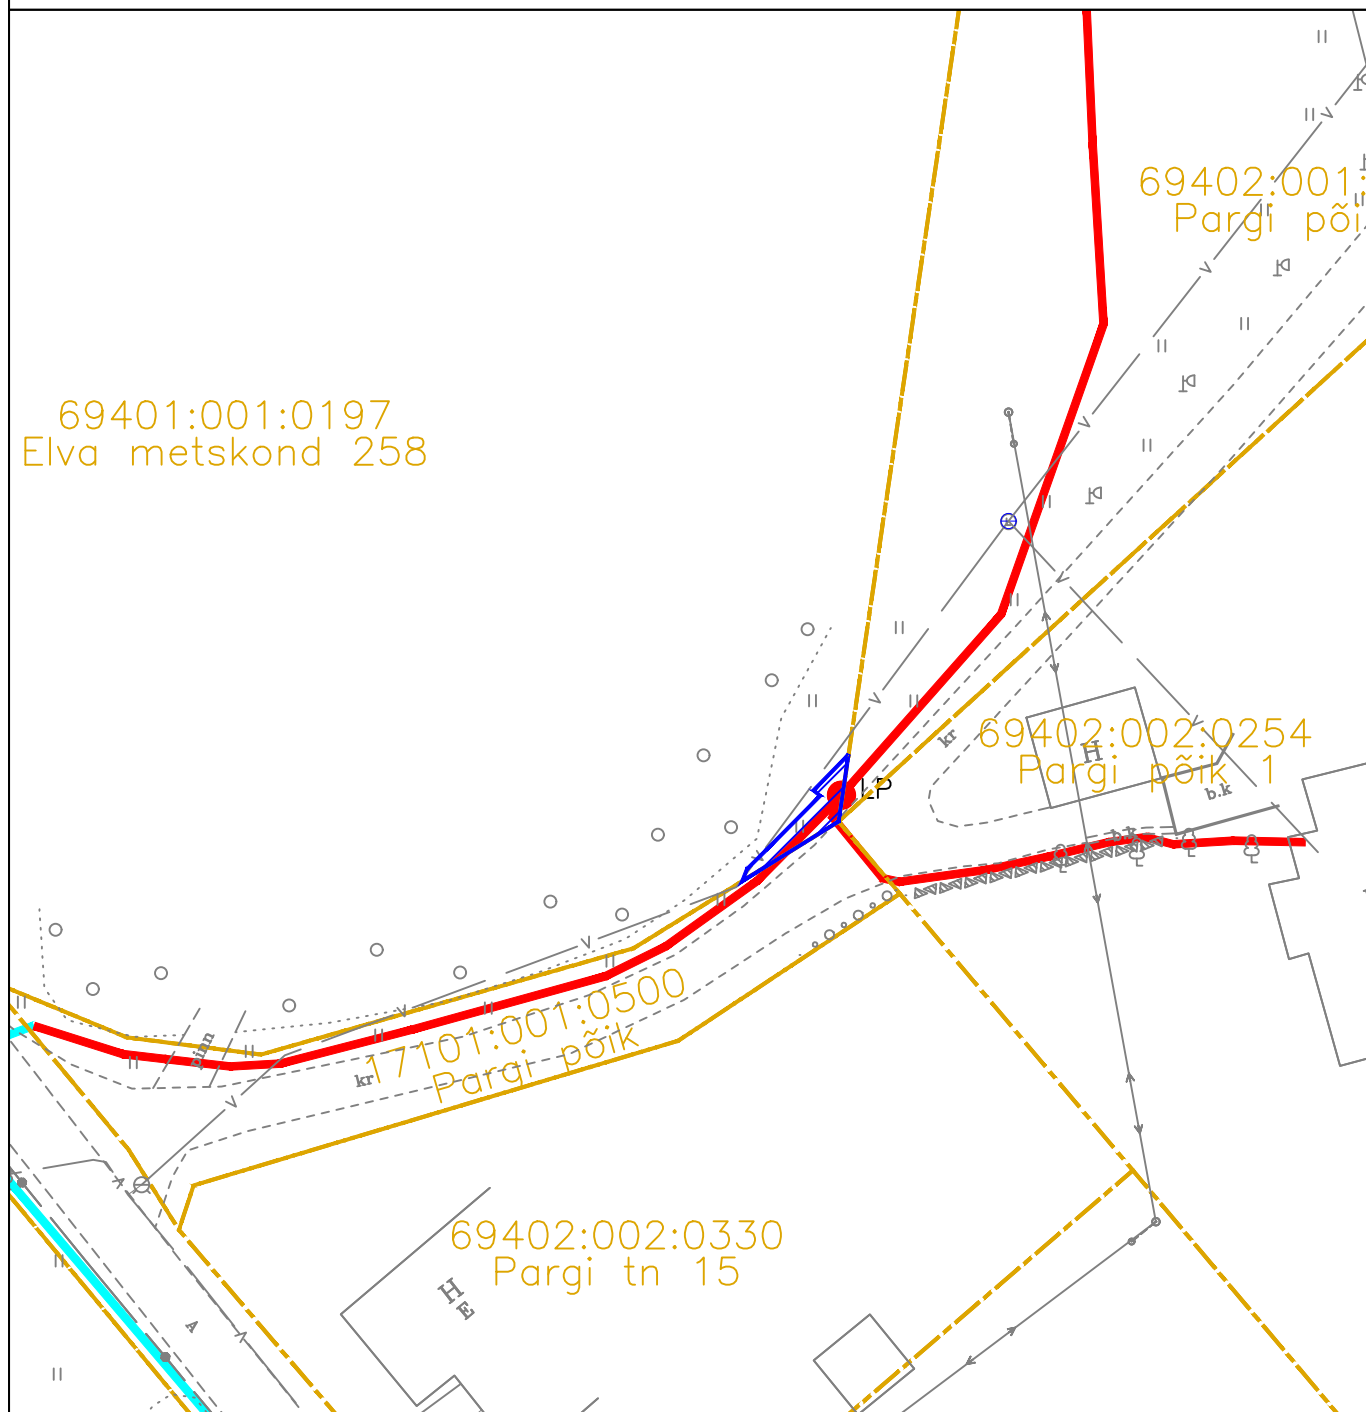 69402:001:
Pargi põi
69401:001:0197
Elva metskond 258
kr
69402:002:0254
Pargi põik 1
H
b.k
LP
b.k
17101:001:0500
Pargi põik
kr
pinn
69402:002:0330
Pargi tn 15
H
E
A